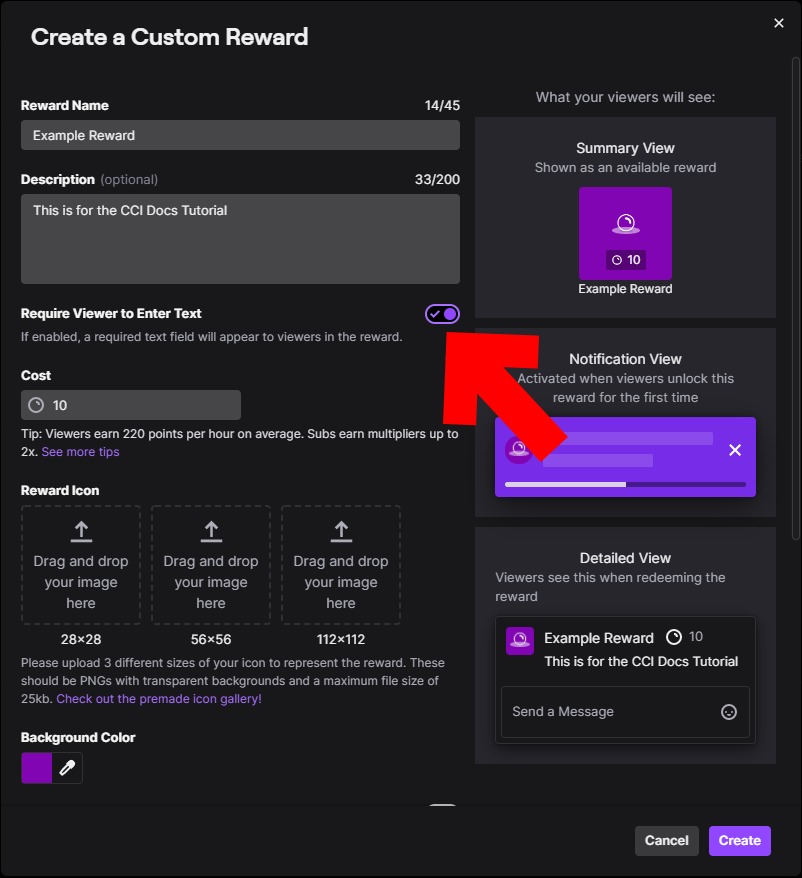 Create a Custom Reward
Reward Name 14/45
Example Reward
Description (optional) 33/200
This is for the CCI Docs Tutorial
Require Viewer to Enter Text
If enabled, a required text field will appear to viewers in the reward.
Cost
10
Tip: Viewers earn 220 points per hour on average. Subs earn multipliers up to
2x. See more tips
Reward Icon
Drag and drop
your image
here
28×28
Drag and drop
your image
here
56×56
Drag and drop
your image
here
112×112
Please upload 3 different sizes of your icon to represent the reward. These
should be PNGs with transparent backgrounds and a maximum file size of
25kb. Check out the premade icon gallery!
Background Color
What your viewers will see:
Summary View
Shown as an available reward
10
Example Reward
Notification View
Activated when viewers unlock this
reward for the first time
Detailed View
Viewers see this when redeeming the
reward
Example Reward 10
This is for the CCI Docs Tutorial
Send a Message
Cancel
Create